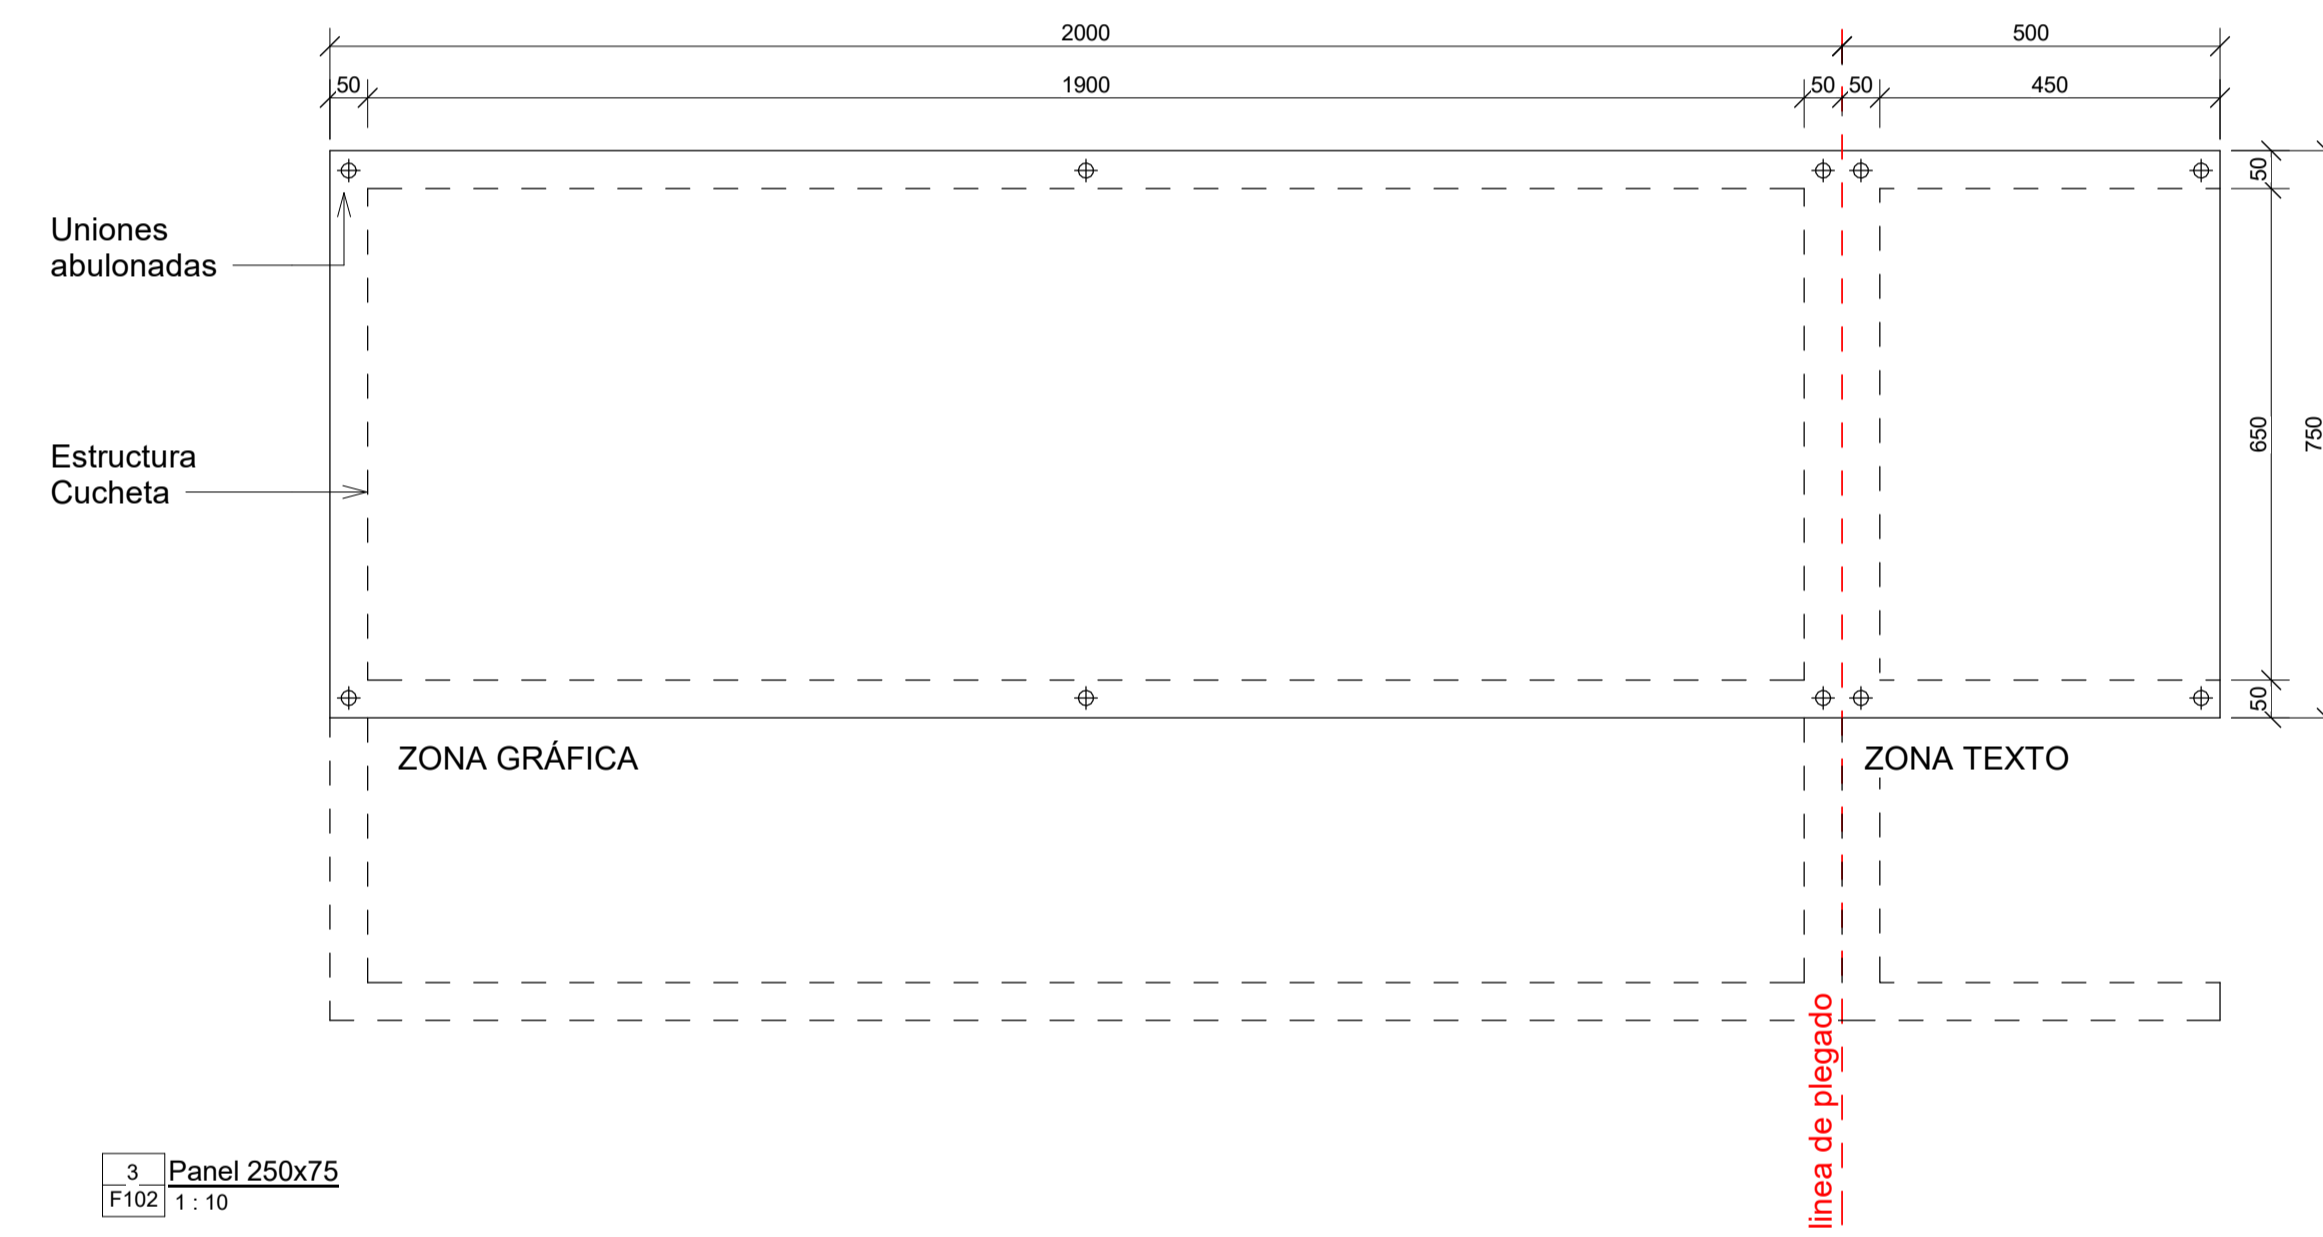 2000
500
50
1900
50
50
450
50
Uniones
abulonadas
650
750
Estructura
Cucheta
50
ZONA GRÁFICA
ZONA TEXTO
linea de plegado
3
Panel 250x75
F102
1 : 10